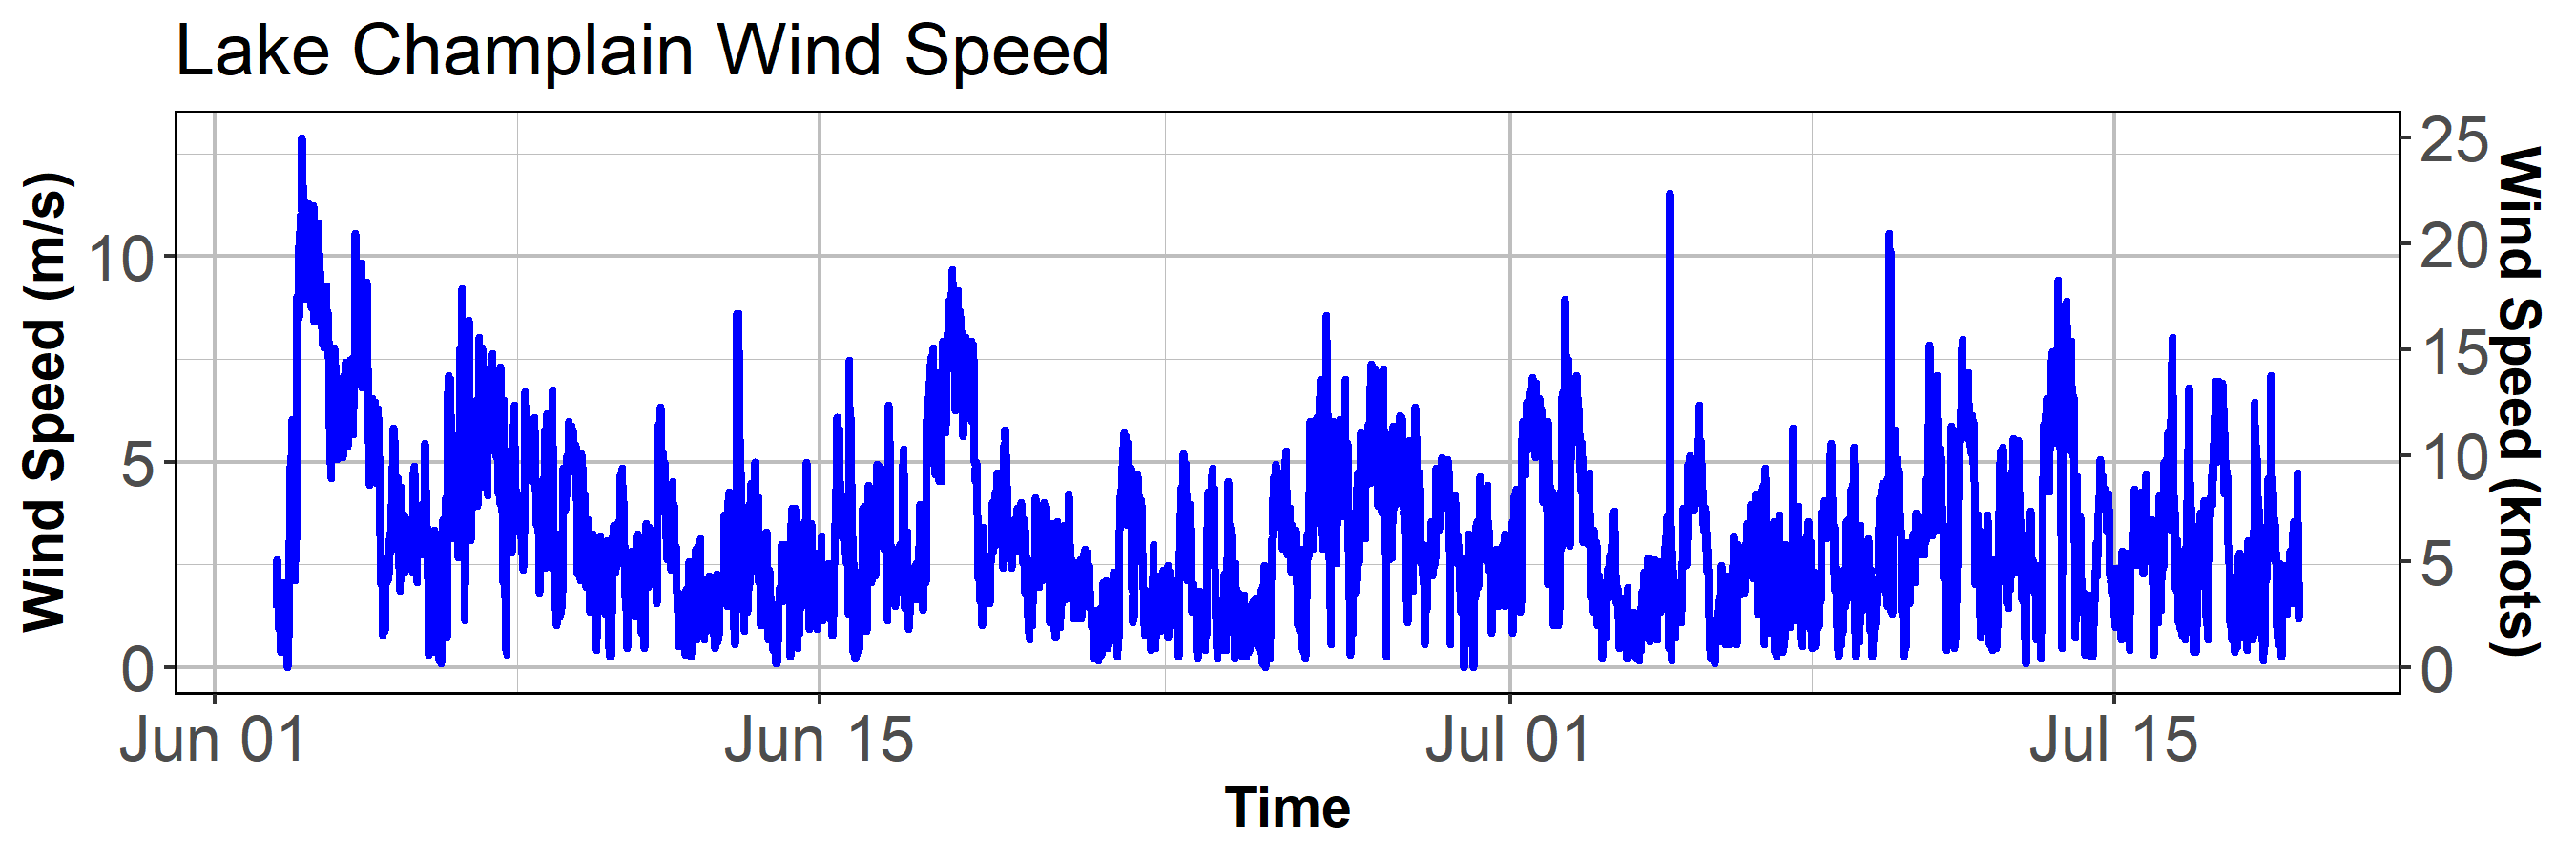 Lake Champlain Wind Speed
Wind Speed (m/s)
10
5
0
25
20
15
10
5
0
Wind Speed (knots)
Jun 01 Jun 15 Jul 01 Jul 15
Time